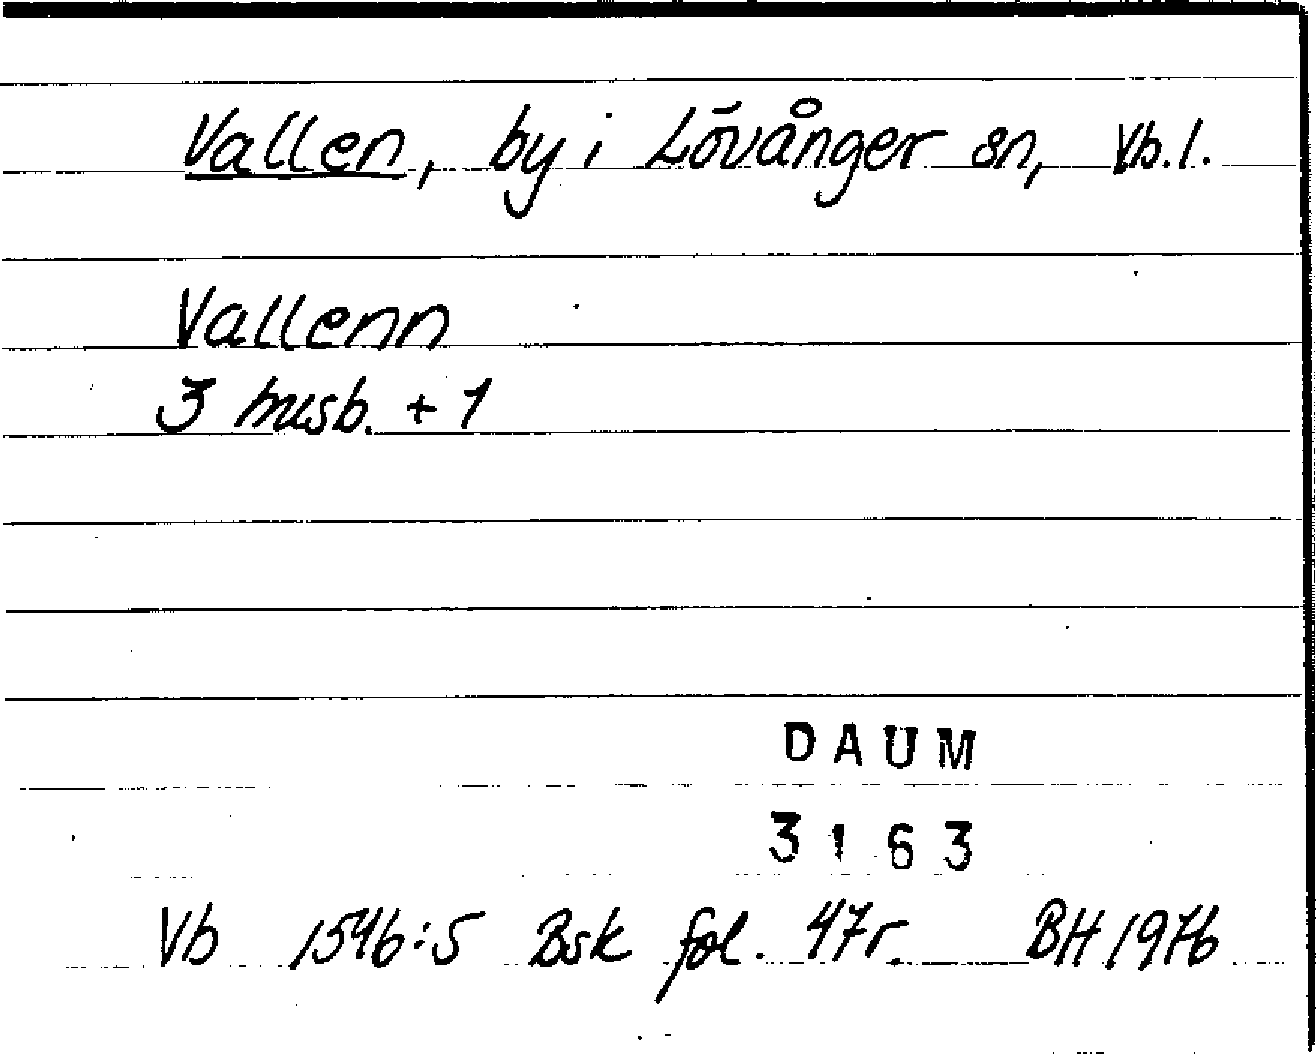 Vallen, by i Lövånger sn, Vb.l.
Vallenn
3 husb. + 1
DAUM
3163
Vb 1546:5 Bsk fol. 47r. BH 1976